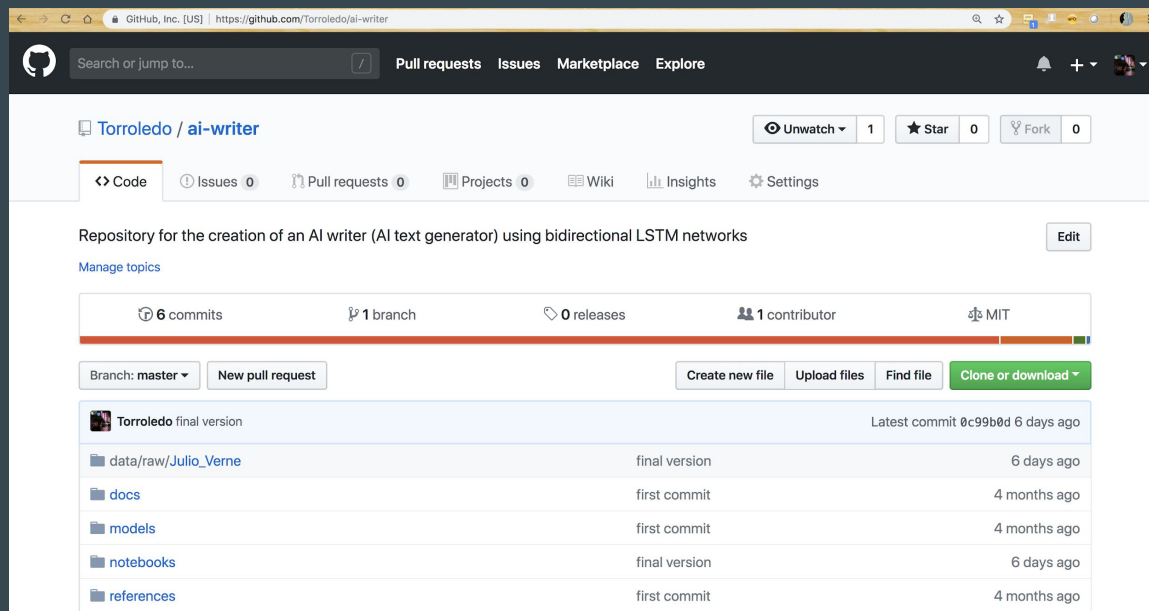 GitHub, Inc. [US] | https://github.com/Torroledo/ai-writer
Search or jump to... / Pull requests Issues Marketplace Explore
Torroledo / ai-writer Unwatch 1 Star 0 Fork 0
Code Issues 0 Pull requests 0 Projects 0 Wiki Insights Settings
Repository for the creation of an AI writer (AI text generator) using bidirectional LSTM networks Edit
Manage topics
6 commits 1 branch 0 releases 1 contributor MIT
Branch: master New pull request Create new file Upload files Find file Clone or download
Torroledo final version Latest commit 0c99b0d 6 days ago
data/raw/Julio_Verne final version 6 days ago
docs first commit 4 months ago
models first commit 4 months ago
notebooks final version 6 days ago
references first commit 4 months ago